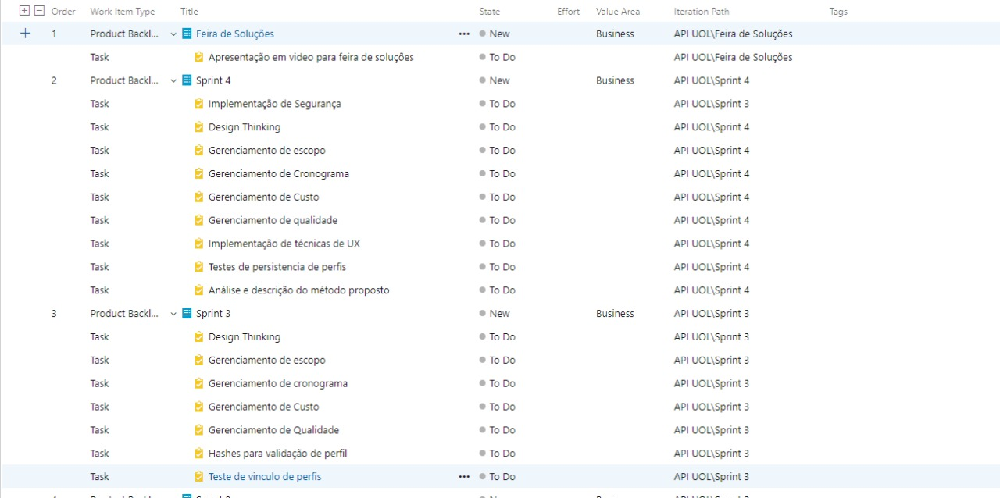 Order Work Item Type Title State Effort Value Area Iteration Path Tags
1 Product Backl... Feira de Soluções ... New Business API UOL\Feira de Soluções
Task Apresentação em video para feira de soluções To Do API UOL\Feira de Soluções
2 Product Backl... Sprint 4 New Business API UOL\Sprint 4
Task Implementação de Segurança To Do API UOL\Sprint 3
Task Design Thinking To Do API UOL\Sprint 4
Task Gerenciamento de escopo To Do API UOL\Sprint 4
Task Gerenciamento de Cronograma To Do API UOL\Sprint 4
Task Gerenciamento de Custo To Do API UOL\Sprint 4
Task Gerenciamento de qualidade To Do API UOL\Sprint 4
Task Implementação de técnicas de UX To Do API UOL\Sprint 4
Task Testes de persistencia de perfis To Do API UOL\Sprint 4
Task Análise e descrição do método proposto To Do API UOL\Sprint 4
3 Product Backl... Sprint 3 New Business API UOL\Sprint 3
Task Design Thinking To Do API UOL\Sprint 3
Task Gerenciamento de escopo To Do API UOL\Sprint 3
Task Gerenciamento de cronograma To Do API UOL\Sprint 3
Task Gerenciamento de Custo To Do API UOL\Sprint 3
Task Gerenciamento de Qualidade To Do API UOL\Sprint 3
Task Hashes para validação de perfil To Do API UOL\Sprint 3
Task Teste de vinculo de perfis ... To Do API UOL\Sprint 3